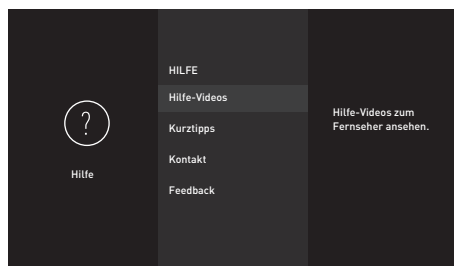 ?
Hilfe
HILFE
Hilfe-Videos
Kurztipps
Kontakt
Feedback
Hilfe-Videos zum
Fernseher ansehen.